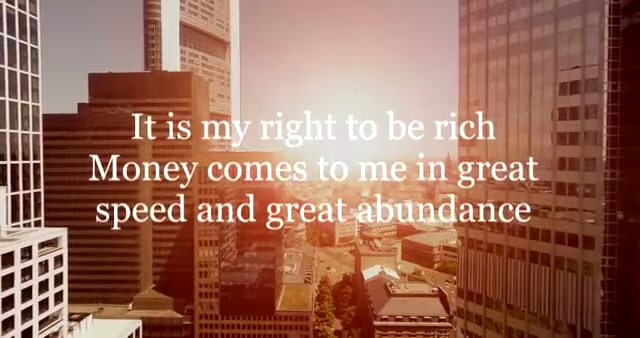 It is my right to be rich
Money comes to me in great
speed and great abundance